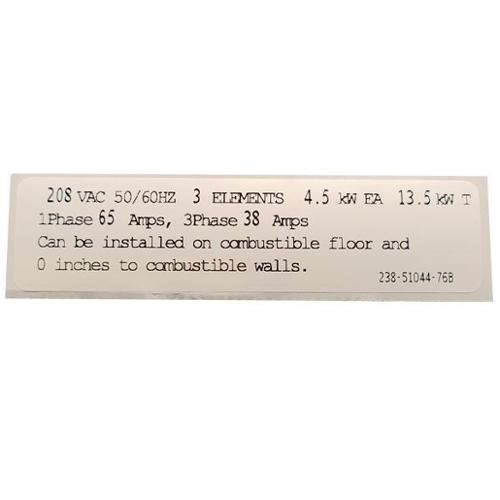 208 VAC 50/60HZ 3 ELEMENTS 4.5 kW EA 13.5 kW T
1Phase 65 Amps, 3Phase 38 Amps
Can be installed on combustible floor and
0 inches to combustible walls.
238-51044-76B